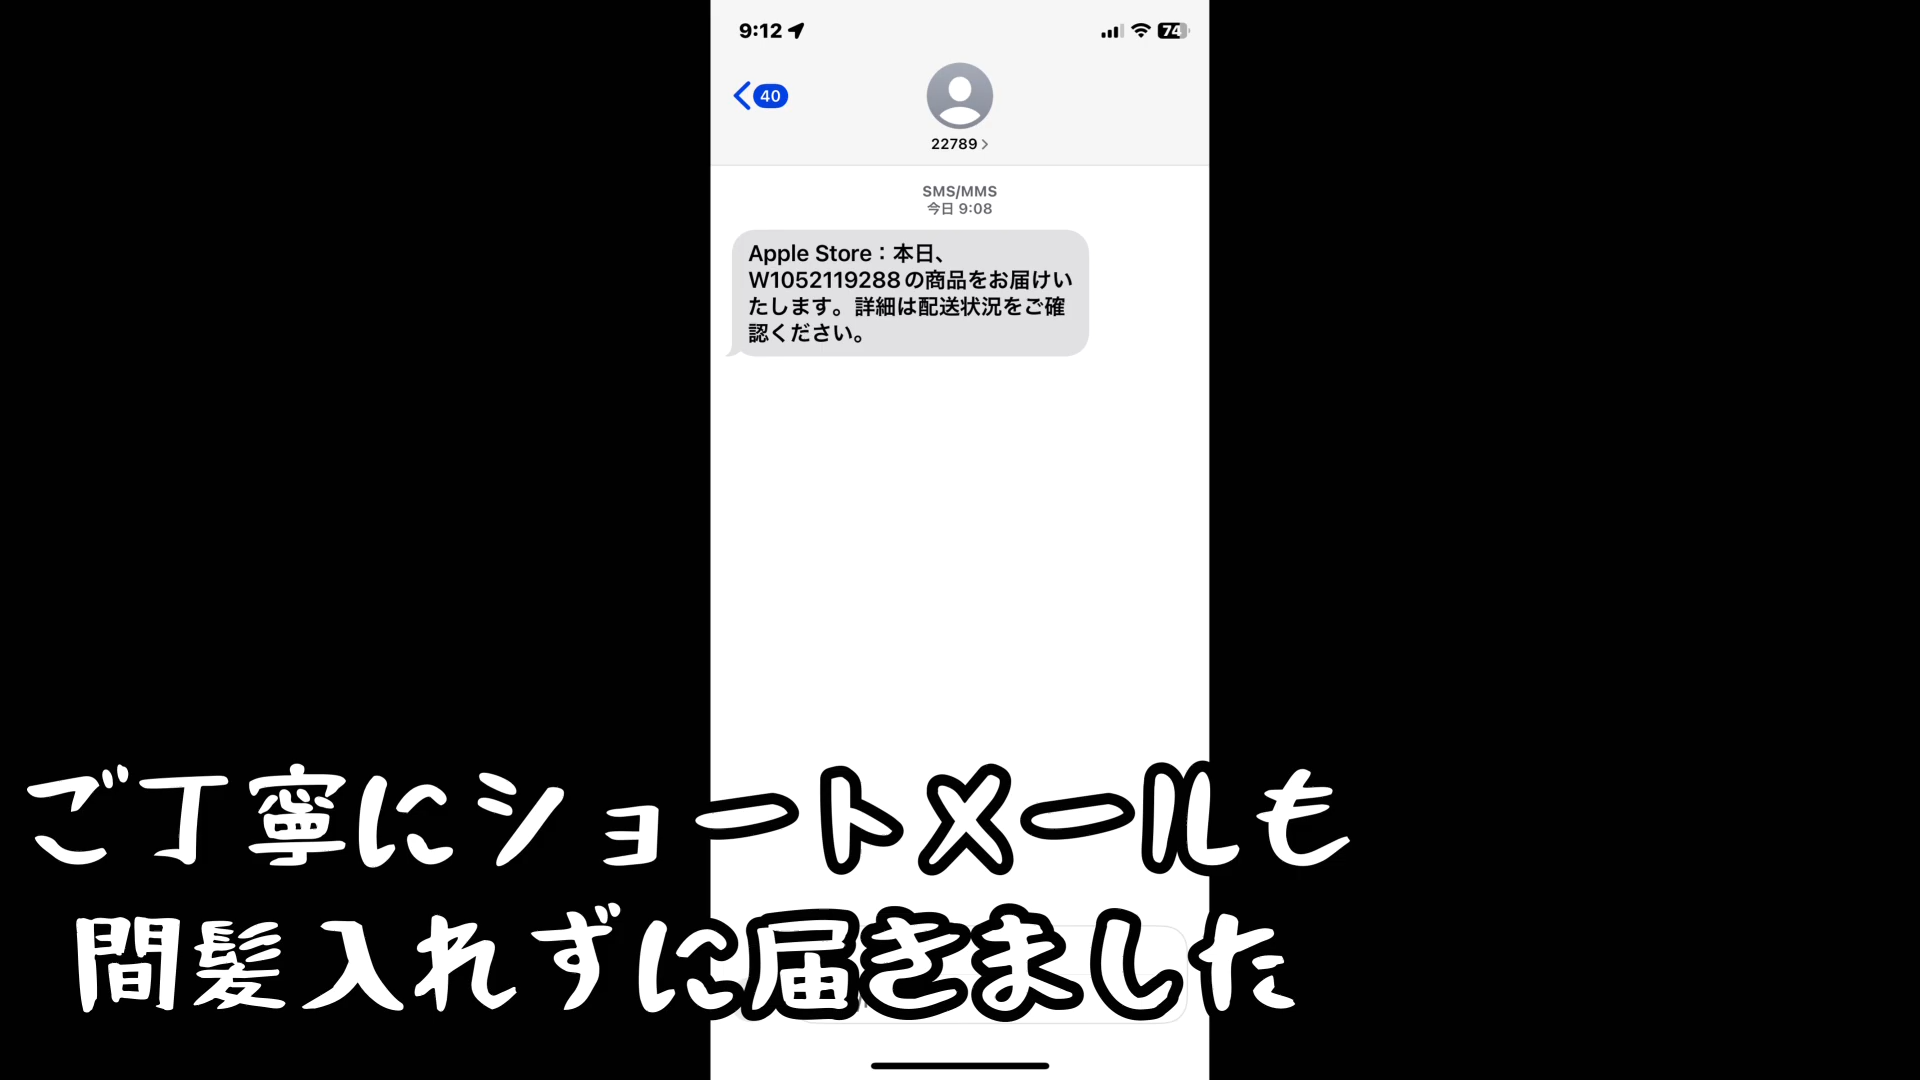 9:12
74
40
22789
SMS/MMS
今日 9:08
Apple Store：本日、
W1052119288の商品をお届けい
たします。詳細は配送状況をご確
認ください。
ご丁寧にショートメールも
間髪入れずに届きました